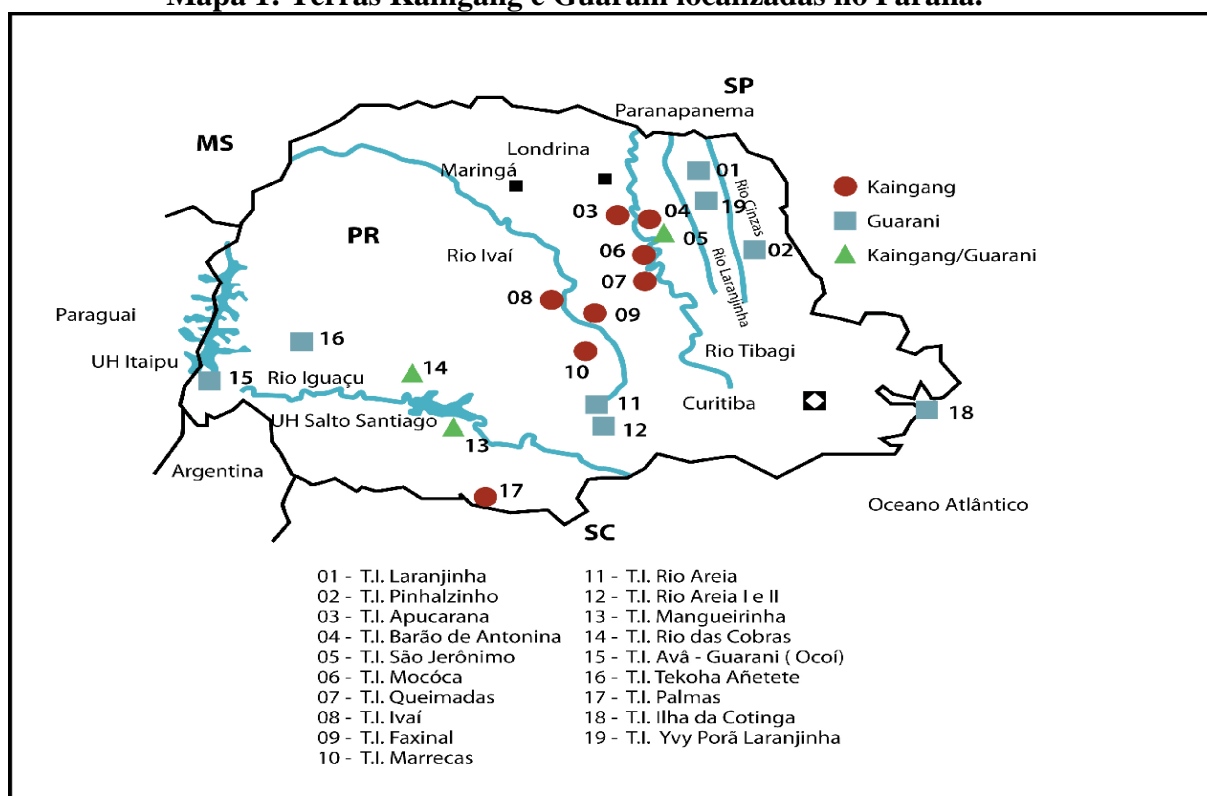 Mapa 1: Terras Kaingang e Guarani localizadas no Paraná.
SP
Paranapanema
MS
Londrina
Maringá
01
Kaingang
03
04
19
Rio Cinzas
Guarani
PR
05
02
Kaingang/Guarani
Rio Ivaí
06
07
Rio Laranjinha
08
09
Paraguai
16
Rio Tibagi
UH Itaipu
10
15
Rio Iguaçu
14
11
Curitiba
18
UH Salto Santiago
12
13
Argentina
17
Oceano Atlântico
SC
01 - T.I. Laranjinha
02 - T.I. Pinhalzinho
03 - T.I. Apucarana
04 - T.I. Barão de Antonina
05 - T.I. São Jerônimo
06 - T.I. Mocóca
07 - T.I. Queimadas
08 - T.I. Ivaí
09 - T.I. Faxinal
10 - T.I. Marrecas
11 - T.I. Rio Areia
12 - T.I. Rio Areia I e II
13 - T.I. Mangueirinha
14 - T.I. Rio das Cobras
15 - T.I. Avâ - Guarani ( Ocoí)
16 - T.I. Tekoha Añetete
17 - T.I. Palmas
18 - T.I. Ilha da Cotinga
19 - T.I. Yvy Porã Laranjinha